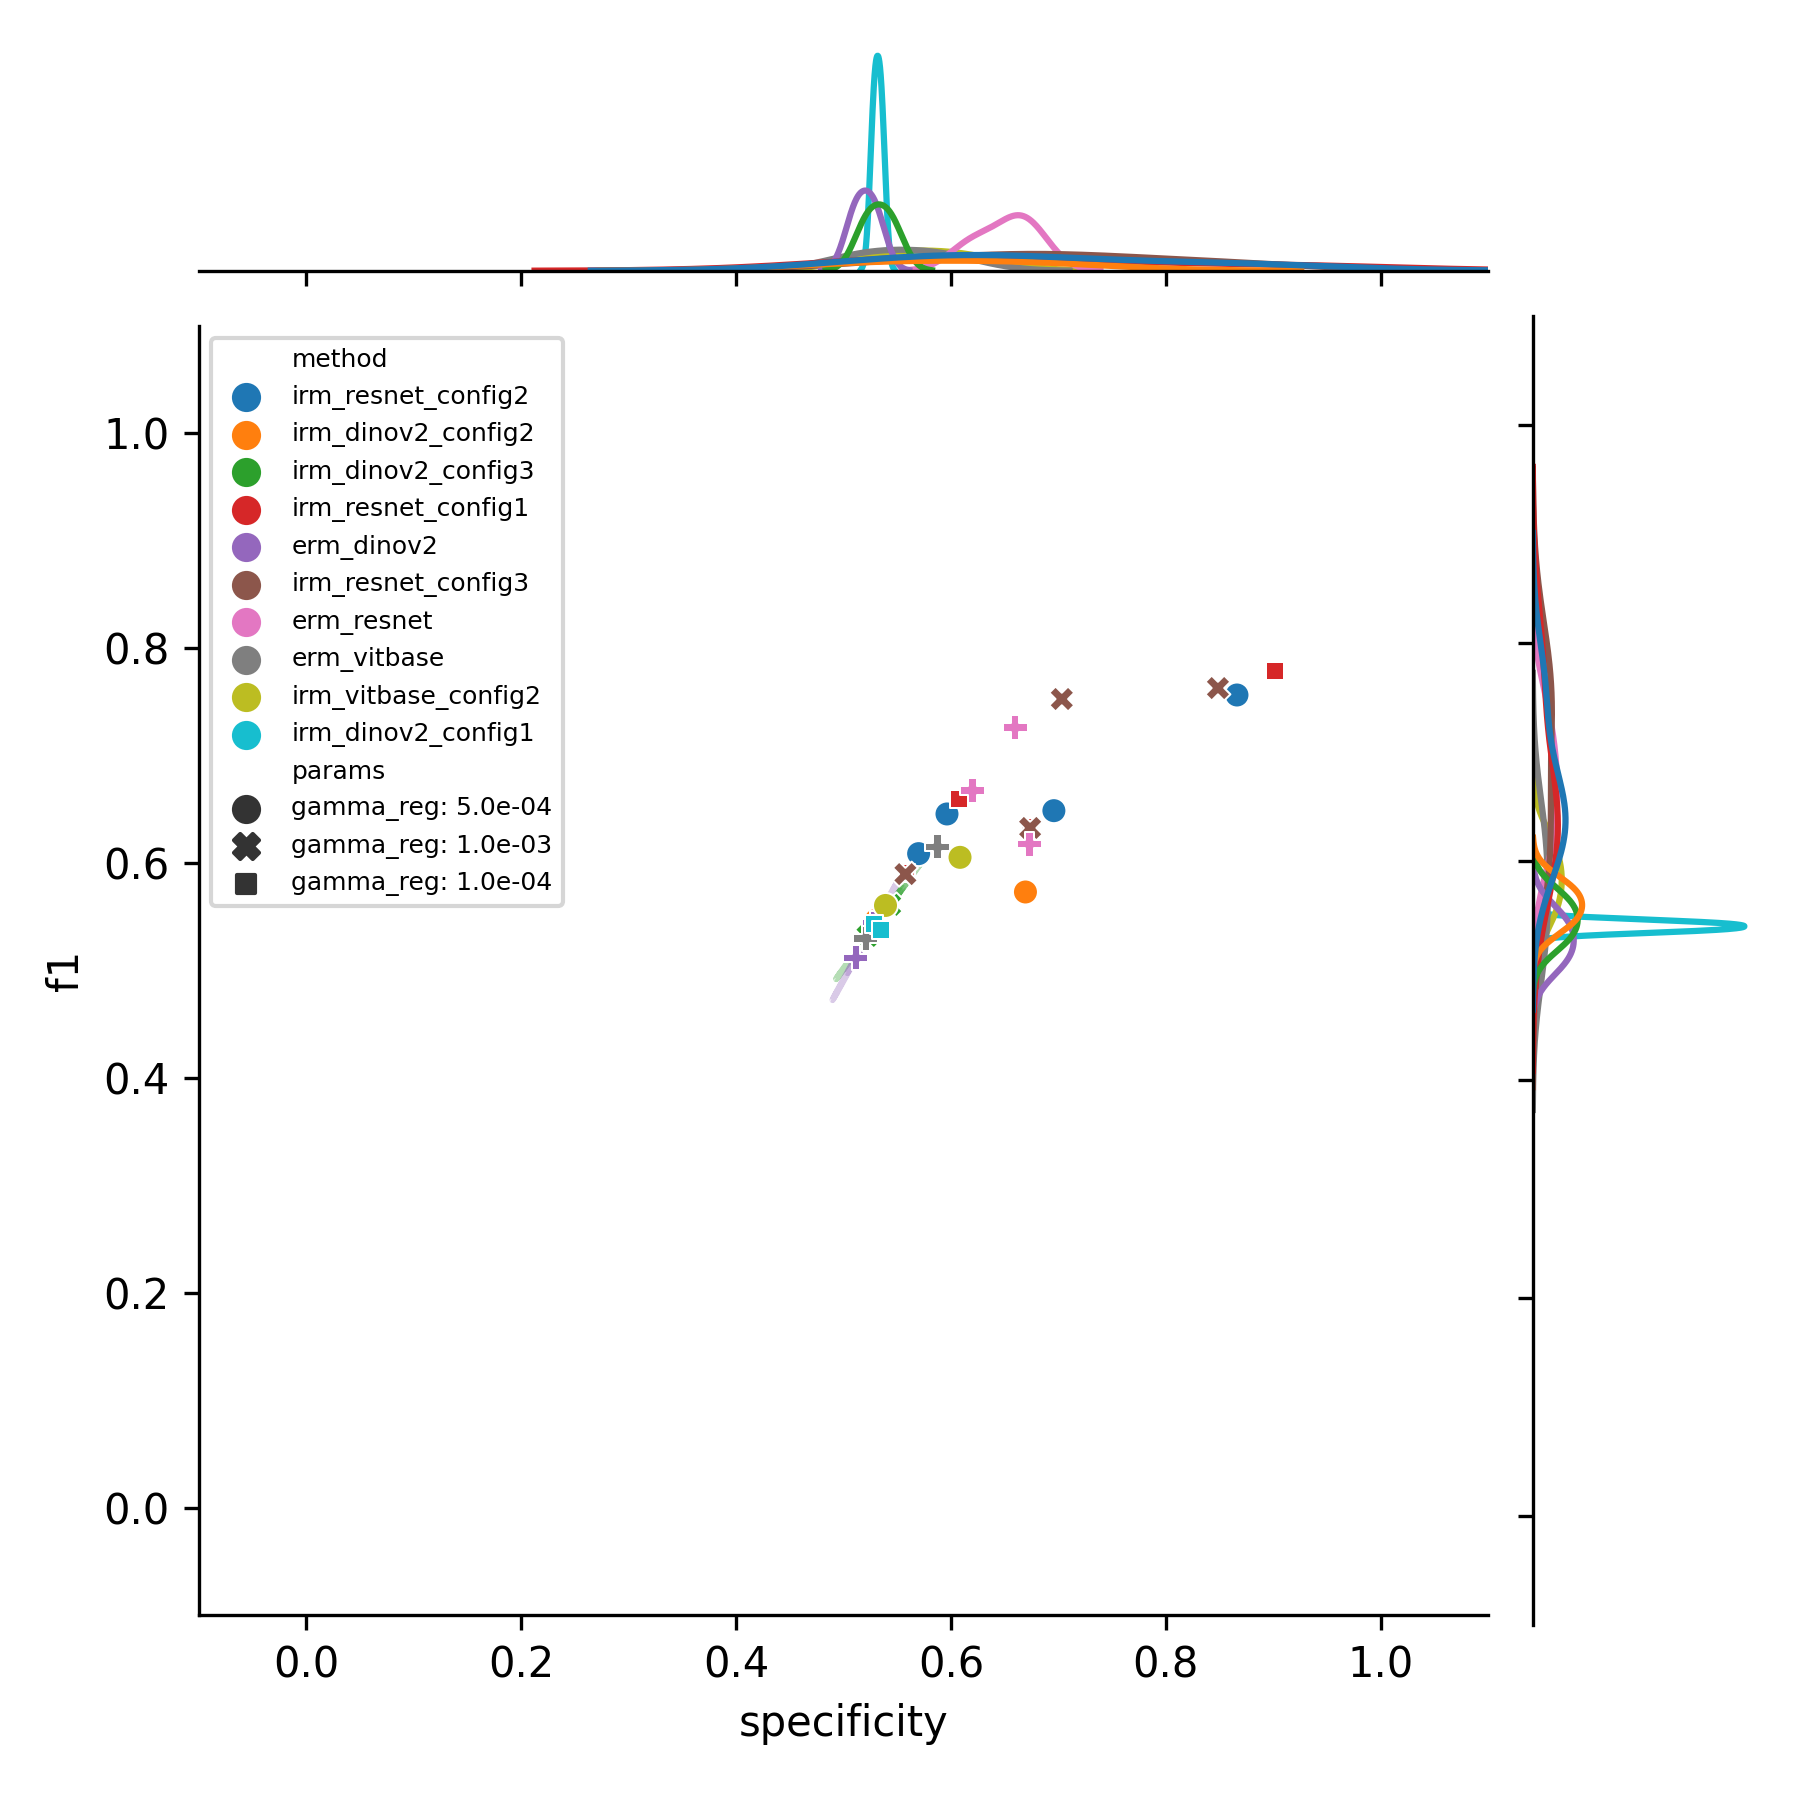 method
irm_resnet_config2
irm_dinov2_config2
irm_dinov2_config3
irm_resnet_config1
erm_dinov2
irm_resnet_config3
erm_resnet
erm_vitbase
irm_vitbase_config2
irm_dinov2_config1
params
gamma_reg: 5.0e-04
gamma_reg: 1.0e-03
gamma_reg: 1.0e-04
1.0
0.8
0.6
0.4
0.2
0.0
f1
0.0 0.2 0.4 0.6 0.8 1.0
specificity